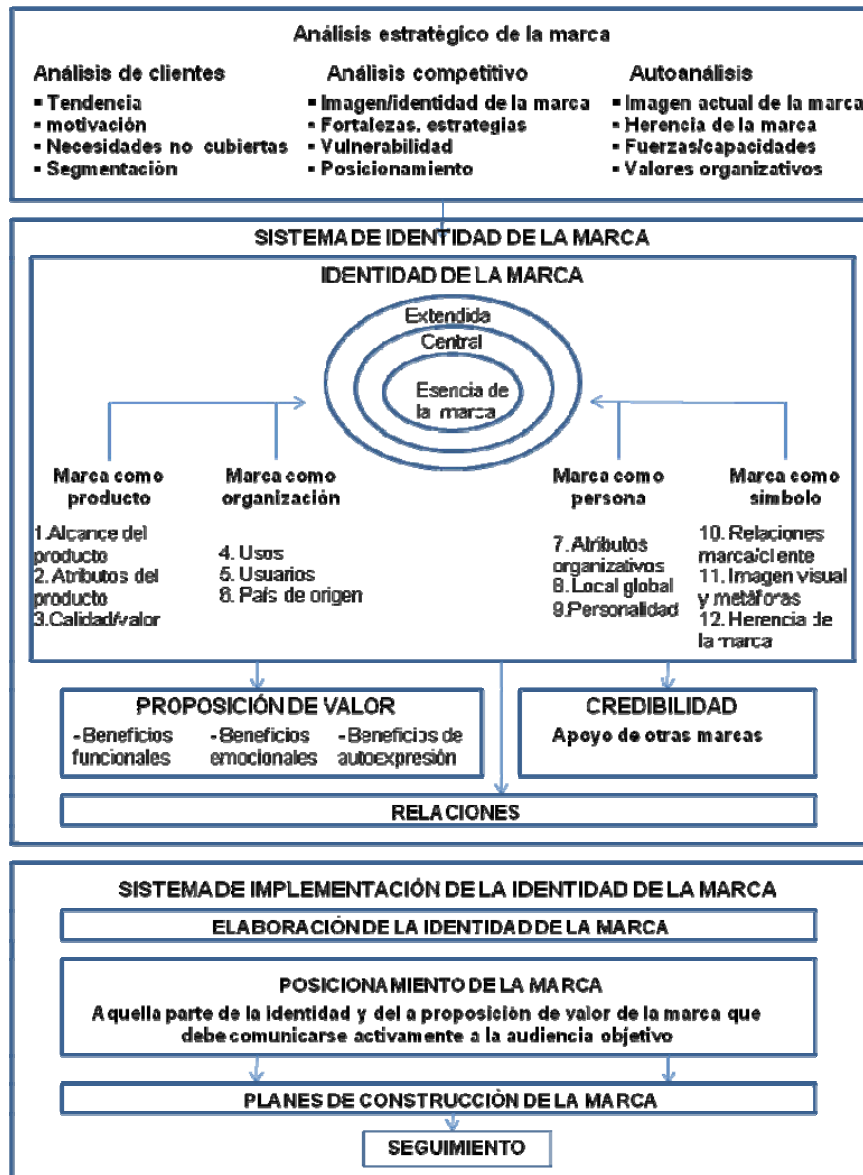 Análisis estratégico de la marca
Análisis de clientes
▪ Tendencia
▪ motivación
▪ Necesidades no cubiertas
▪ Segmentación
Análisis competitivo
▪ Imagen/identidad de la marca
▪ Fortalezas. estrategias
▪ Vulnerabilidad
▪ Posicionamiento
Autoanálisis
▪ Imagen actual de la marca
▪ Herencia de la marca
▪ Fuerzas/capacidades
▪ Valores organizativos
SISTEMA DE IDENTIDAD DE LA MARCA
IDENTIDAD DE LA MARCA
Extendida
Central
Esencia de
la marca
Marca como
producto
1.Alcance del
producto
2. Atributos del
producto
3.Calidad/valor
Marca como
organización
4. Usos
5. Usuarios
8. País de origen
Marca como
persona
7. Atributos
organizativos
8. Local global
9.Personalidad
Marca como
simbolo
10. Relaciones
marca/cliente
11. Imagen visual
y metáforas
12. Herencia de
la marca
PROPOSICIÓN DE VALOR
-Beneficios
funcionales
-Beneficios
emocionales
-Beneficios de
autoexpresión
CREDIBILIDAD
Apoyo de otras marcas
RELACIONES
SISTEMA DE IMPLEMENTACIÓN DE LA IDENTIDAD DE LA MARCA
ELABORACIÓN DE LA IDENTIDAD DE LA MARCA
POSICIONAMIENTO DE LA MARCA
Aquella parte de la identidad y del a proposición de valor de la marca que
debe comunicarse activamente a la audiencia objetivo
PLANES DE CONSTRUCCIÓN DE LA MARCA
SEGUIMIENTO